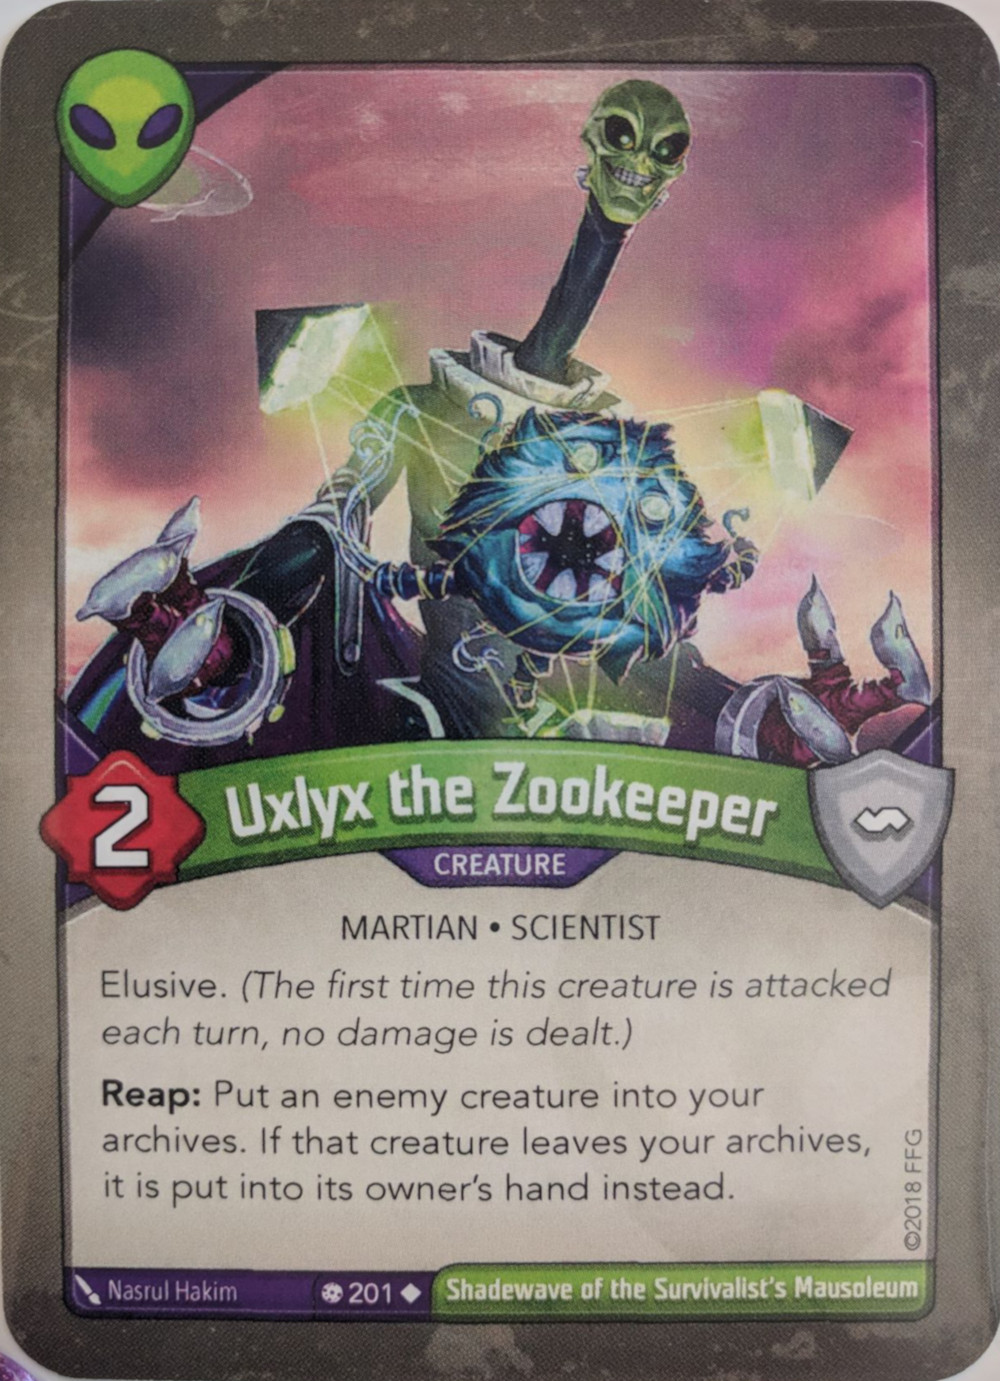 2
Uxlyx the Zookeeper
CREATURE
MARTIAN • SCIENTIST
Elusive. (The first time this creature is attacked
each turn, no damage is dealt.)
Reap: Put an enemy creature into your
archives. If that creature leaves your archives,
it is put into its owner's hand instead.
©2018 FFG
Nasrul Hakim
201
Shadewave of the Survivalist's Mausoleum